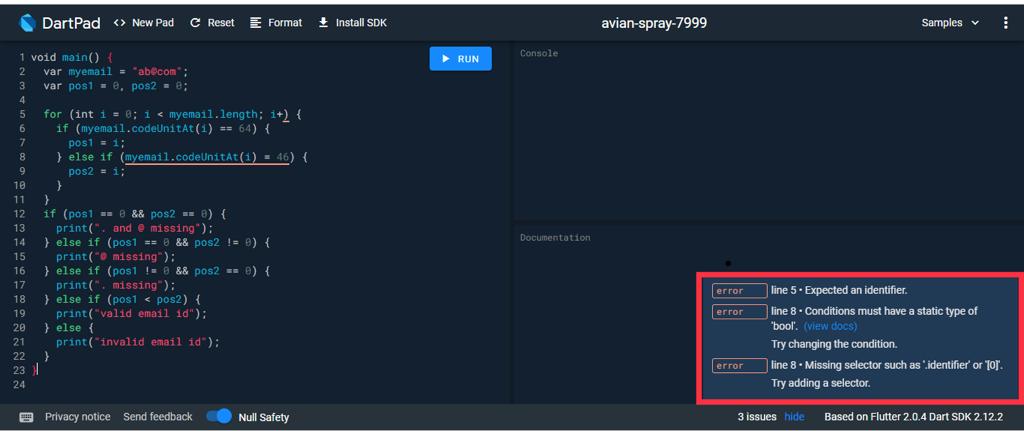 DartPad <> New Pad Reset Format Install SDK avian-spray-7999 Samples
1 void main() {
2 var myemail = "ab@com";
3 var pos1 = 0, pos2 = 0;
4
5 for (int i = 0; i < myemail.length; i+) {
6 if (myemail.codeUnitAt(i) == 64) {
7 pos1 = i;
8 } else if (myemail.codeUnitAt(i) = 46) {
9 pos2 = i;
10 }
11 }
12 if (pos1 == 0 && pos2 == 0) {
13 print(". and @ missing");
14 } else if (pos1 == 0 && pos2 != 0) {
15 print("@ missing");
16 } else if (pos1 != 0 && pos2 == 0) {
17 print(". missing");
18 } else if (pos1 < pos2) {
19 print("valid email id");
20 } else {
21 print("invalid email id");
22 }
23 }
24
RUN
Console
Documentation
error line 5 • Expected an identifier.
error line 8 • Conditions must have a static type of
'bool'. (view docs)
Try changing the condition.
error line 8 • Missing selector such as '.identifier' or '[0]'.
Try adding a selector.
Privacy notice Send feedback Null Safety 3 issues hide Based on Flutter 2.0.4 Dart SDK 2.12.2